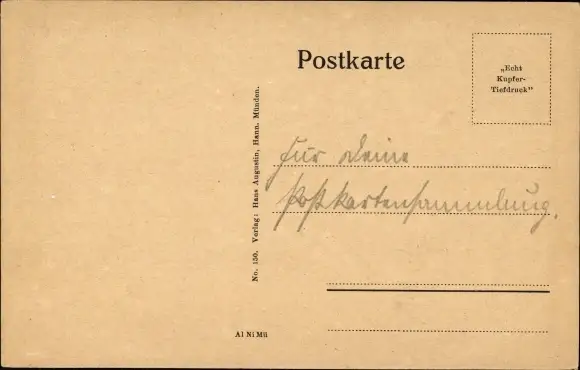 Postkarte
„Echt
Kupfer-
Tiefdruck"
Für Deine
Postkartensammlung.
No. 150. Verlag: Hans Augustin, Hann. Münden.
Al Ni Mü